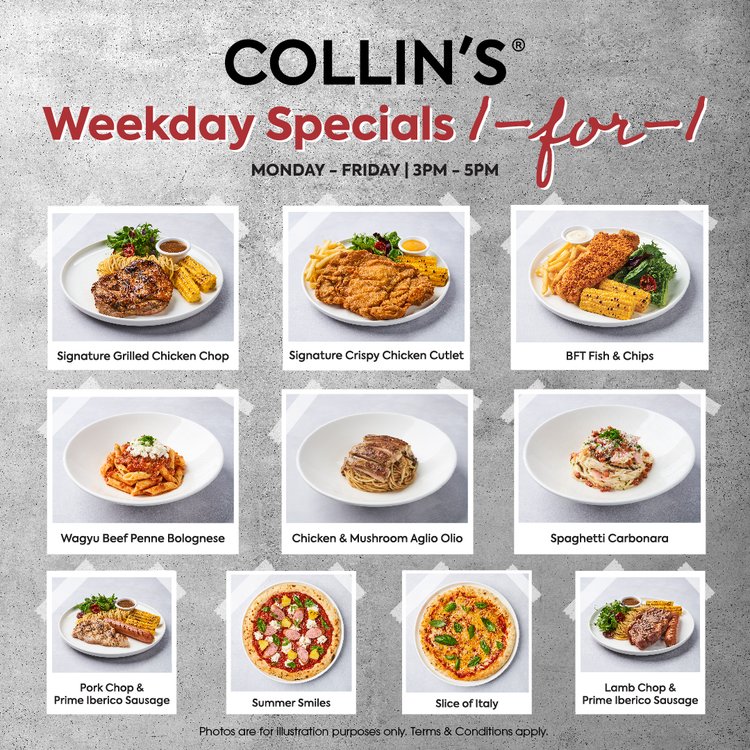 COLLIN'S®
Weekday Specials 1-for-1
MONDAY - FRIDAY | 3PM - 5PM
Signature Grilled Chicken Chop
Signature Crispy Chicken Cutlet
BFT Fish & Chips
Wagyu Beef Penne Bolognese
Chicken & Mushroom Aglio Olio
Spaghetti Carbonara
Pork Chop &
Prime Iberico Sausage
Summer Smiles
Slice of Italy
Lamb Chop &
Prime Iberico Sausage
Photos are for illustration purposes only. Terms & Conditions apply.